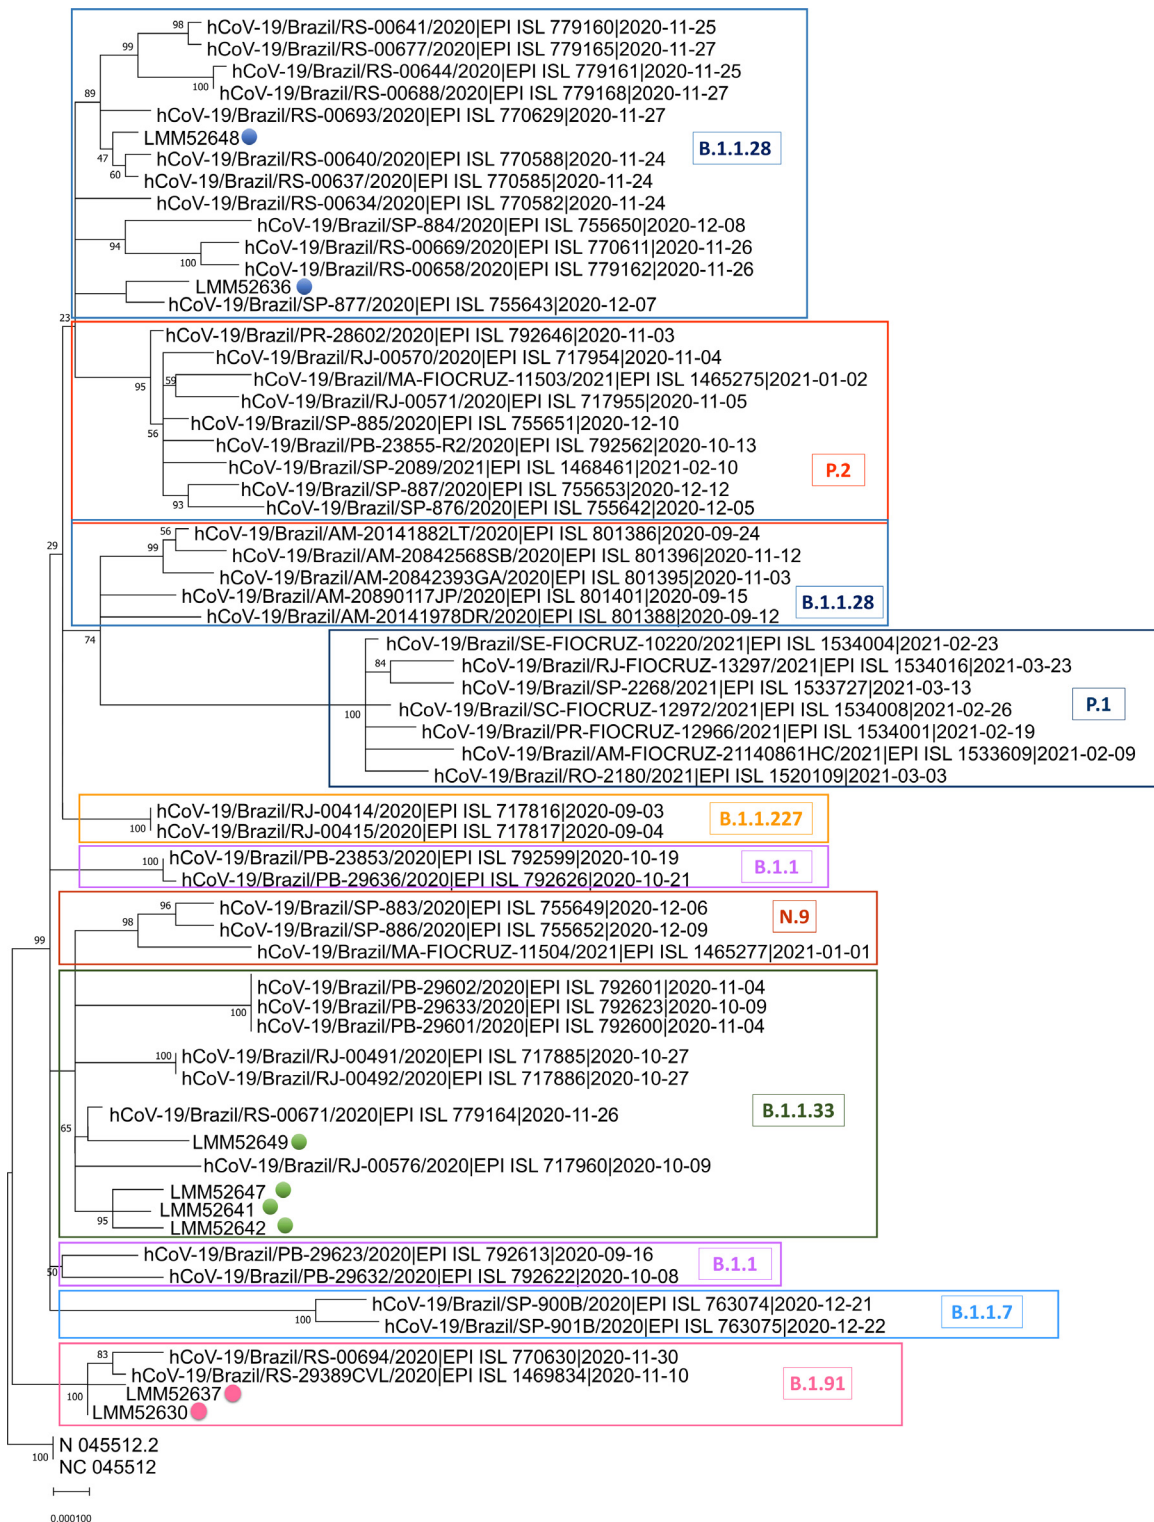 98
hCoV-19/Brazil/RS-00641/2020|EPI ISL 779160|2020-11-25
99
hCoV-19/Brazil/RS-00677/2020|EPI ISL 779165|2020-11-27
hCoV-19/Brazil/RS-00644/2020|EPI ISL 779161|2020-11-25
100
hCoV-19/Brazil/RS-00688/2020|EPI ISL 779168|2020-11-27
89
hCoV-19/Brazil/RS-00693/2020|EPI ISL 770629|2020-11-27
LMM52648
B.1.1.28
47
hCoV-19/Brazil/RS-00640/2020|EPI ISL 770588|2020-11-24
60
hCoV-19/Brazil/RS-00637/2020|EPI ISL 770585|2020-11-24
hCoV-19/Brazil/RS-00634/2020|EPI ISL 770582|2020-11-24
hCoV-19/Brazil/SP-884/2020|EPI ISL 755650|2020-12-08
94
hCoV-19/Brazil/RS-00669/2020|EPI ISL 770611|2020-11-26
100
hCoV-19/Brazil/RS-00658/2020|EPI ISL 779162|2020-11-26
LMM52636
hCoV-19/Brazil/SP-877/2020|EPI ISL 755643|2020-12-07
23
hCoV-19/Brazil/PR-28602/2020|EPI ISL 792646|2020-11-03
hCoV-19/Brazil/RJ-00570/2020|EPI ISL 717954|2020-11-04
59
hCoV-19/Brazil/MA-FIOCRUZ-11503/2021|EPI ISL 1465275|2021-01-02
95
hCoV-19/Brazil/RJ-00571/2020|EPI ISL 717955|2020-11-05
hCoV-19/Brazil/SP-885/2020|EPI ISL 755651|2020-12-10
56
hCoV-19/Brazil/PB-23855-R2/2020|EPI ISL 792562|2020-10-13
hCoV-19/Brazil/SP-2089/2021|EPI ISL 1468461|2021-02-10
P.2
hCoV-19/Brazil/SP-887/2020|EPI ISL 755653|2020-12-12
93
hCoV-19/Brazil/SP-876/2020|EPI ISL 755642|2020-12-05
56
hCoV-19/Brazil/AM-20141882LT/2020|EPI ISL 801386|2020-09-24
29
99
hCoV-19/Brazil/AM-20842568SB/2020|EPI ISL 801396|2020-11-12
hCoV-19/Brazil/AM-20842393GA/2020|EPI ISL 801395|2020-11-03
hCoV-19/Brazil/AM-20890117JP/2020|EPI ISL 801401|2020-09-15
B.1.1.28
hCoV-19/Brazil/AM-20141978DR/2020|EPI ISL 801388|2020-09-12
74
hCoV-19/Brazil/SE-FIOCRUZ-10220/2021|EPI ISL 1534004|2021-02-23
84
hCoV-19/Brazil/RJ-FIOCRUZ-13297/2021|EPI ISL 1534016|2021-03-23
hCoV-19/Brazil/SP-2268/2021|EPI ISL 1533727|2021-03-13
100
hCoV-19/Brazil/SC-FIOCRUZ-12972/2021|EPI ISL 1534008|2021-02-26
P.1
hCoV-19/Brazil/PR-FIOCRUZ-12966/2021|EPI ISL 1534001|2021-02-19
hCoV-19/Brazil/AM-FIOCRUZ-21140861HC/2021|EPI ISL 1533609|2021-02-09
hCoV-19/Brazil/RO-2180/2021|EPI ISL 1520109|2021-03-03
hCoV-19/Brazil/RJ-00414/2020|EPI ISL 717816|2020-09-03
B.1.1.227
100
hCoV-19/Brazil/RJ-00415/2020|EPI ISL 717817|2020-09-04
100
hCoV-19/Brazil/PB-23853/2020|EPI ISL 792599|2020-10-19
B.1.1
hCoV-19/Brazil/PB-29636/2020|EPI ISL 792626|2020-10-21
96
hCoV-19/Brazil/SP-883/2020|EPI ISL 755649|2020-12-06
N.9
98
hCoV-19/Brazil/SP-886/2020|EPI ISL 755652|2020-12-09
99
hCoV-19/Brazil/MA-FIOCRUZ-11504/2021|EPI ISL 1465277|2021-01-01
hCoV-19/Brazil/PB-29602/2020|EPI ISL 792601|2020-11-04
100
hCoV-19/Brazil/PB-29633/2020|EPI ISL 792623|2020-10-09
hCoV-19/Brazil/PB-29601/2020|EPI ISL 792600|2020-11-04
100
hCoV-19/Brazil/RJ-00491/2020|EPI ISL 717885|2020-10-27
hCoV-19/Brazil/RJ-00492/2020|EPI ISL 717886|2020-10-27
hCoV-19/Brazil/RS-00671/2020|EPI ISL 779164|2020-11-26
B.1.1.33
65
LMM52649
hCoV-19/Brazil/RJ-00576/2020|EPI ISL 717960|2020-10-09
LMM52647
LMM52641
95
LMM52642
hCoV-19/Brazil/PB-29623/2020|EPI ISL 792613|2020-09-16
B.1.1
50
hCoV-19/Brazil/PB-29632/2020|EPI ISL 792622|2020-10-08
hCoV-19/Brazil/SP-900B/2020|EPI ISL 763074|2020-12-21
B.1.1.7
100
hCoV-19/Brazil/SP-901B/2020|EPI ISL 763075|2020-12-22
83
hCoV-19/Brazil/RS-00694/2020|EPI ISL 770630|2020-11-30
hCoV-19/Brazil/RS-29389CVL/2020|EPI ISL 1469834|2020-11-10
B.1.91
100
LMM52637
LMM52630
N 045512.2
100
NC 045512
0.000100